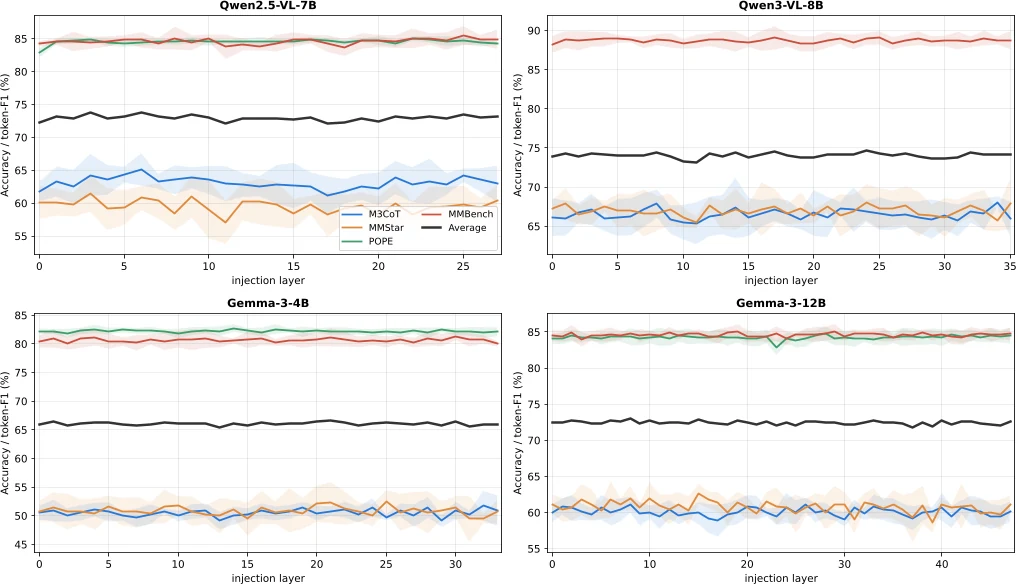 Qwen2.5-VL-7B
Accuracy / token-F1 (%)
85
80
75
70
65
60
55
0 5 10 15 20 25
injection layer
M3CoT
MMStar
POPE
MMBench
Average
Qwen3-VL-8B
Accuracy / token-F1 (%)
90
85
80
75
70
65
0 5 10 15 20 25 30 35
injection layer
Gemma-3-4B
Accuracy / token-F1 (%)
85
80
75
70
65
60
55
50
45
0 5 10 15 20 25 30
injection layer
Gemma-3-12B
Accuracy / token-F1 (%)
85
80
75
70
65
60
55
0 10 20 30 40
injection layer